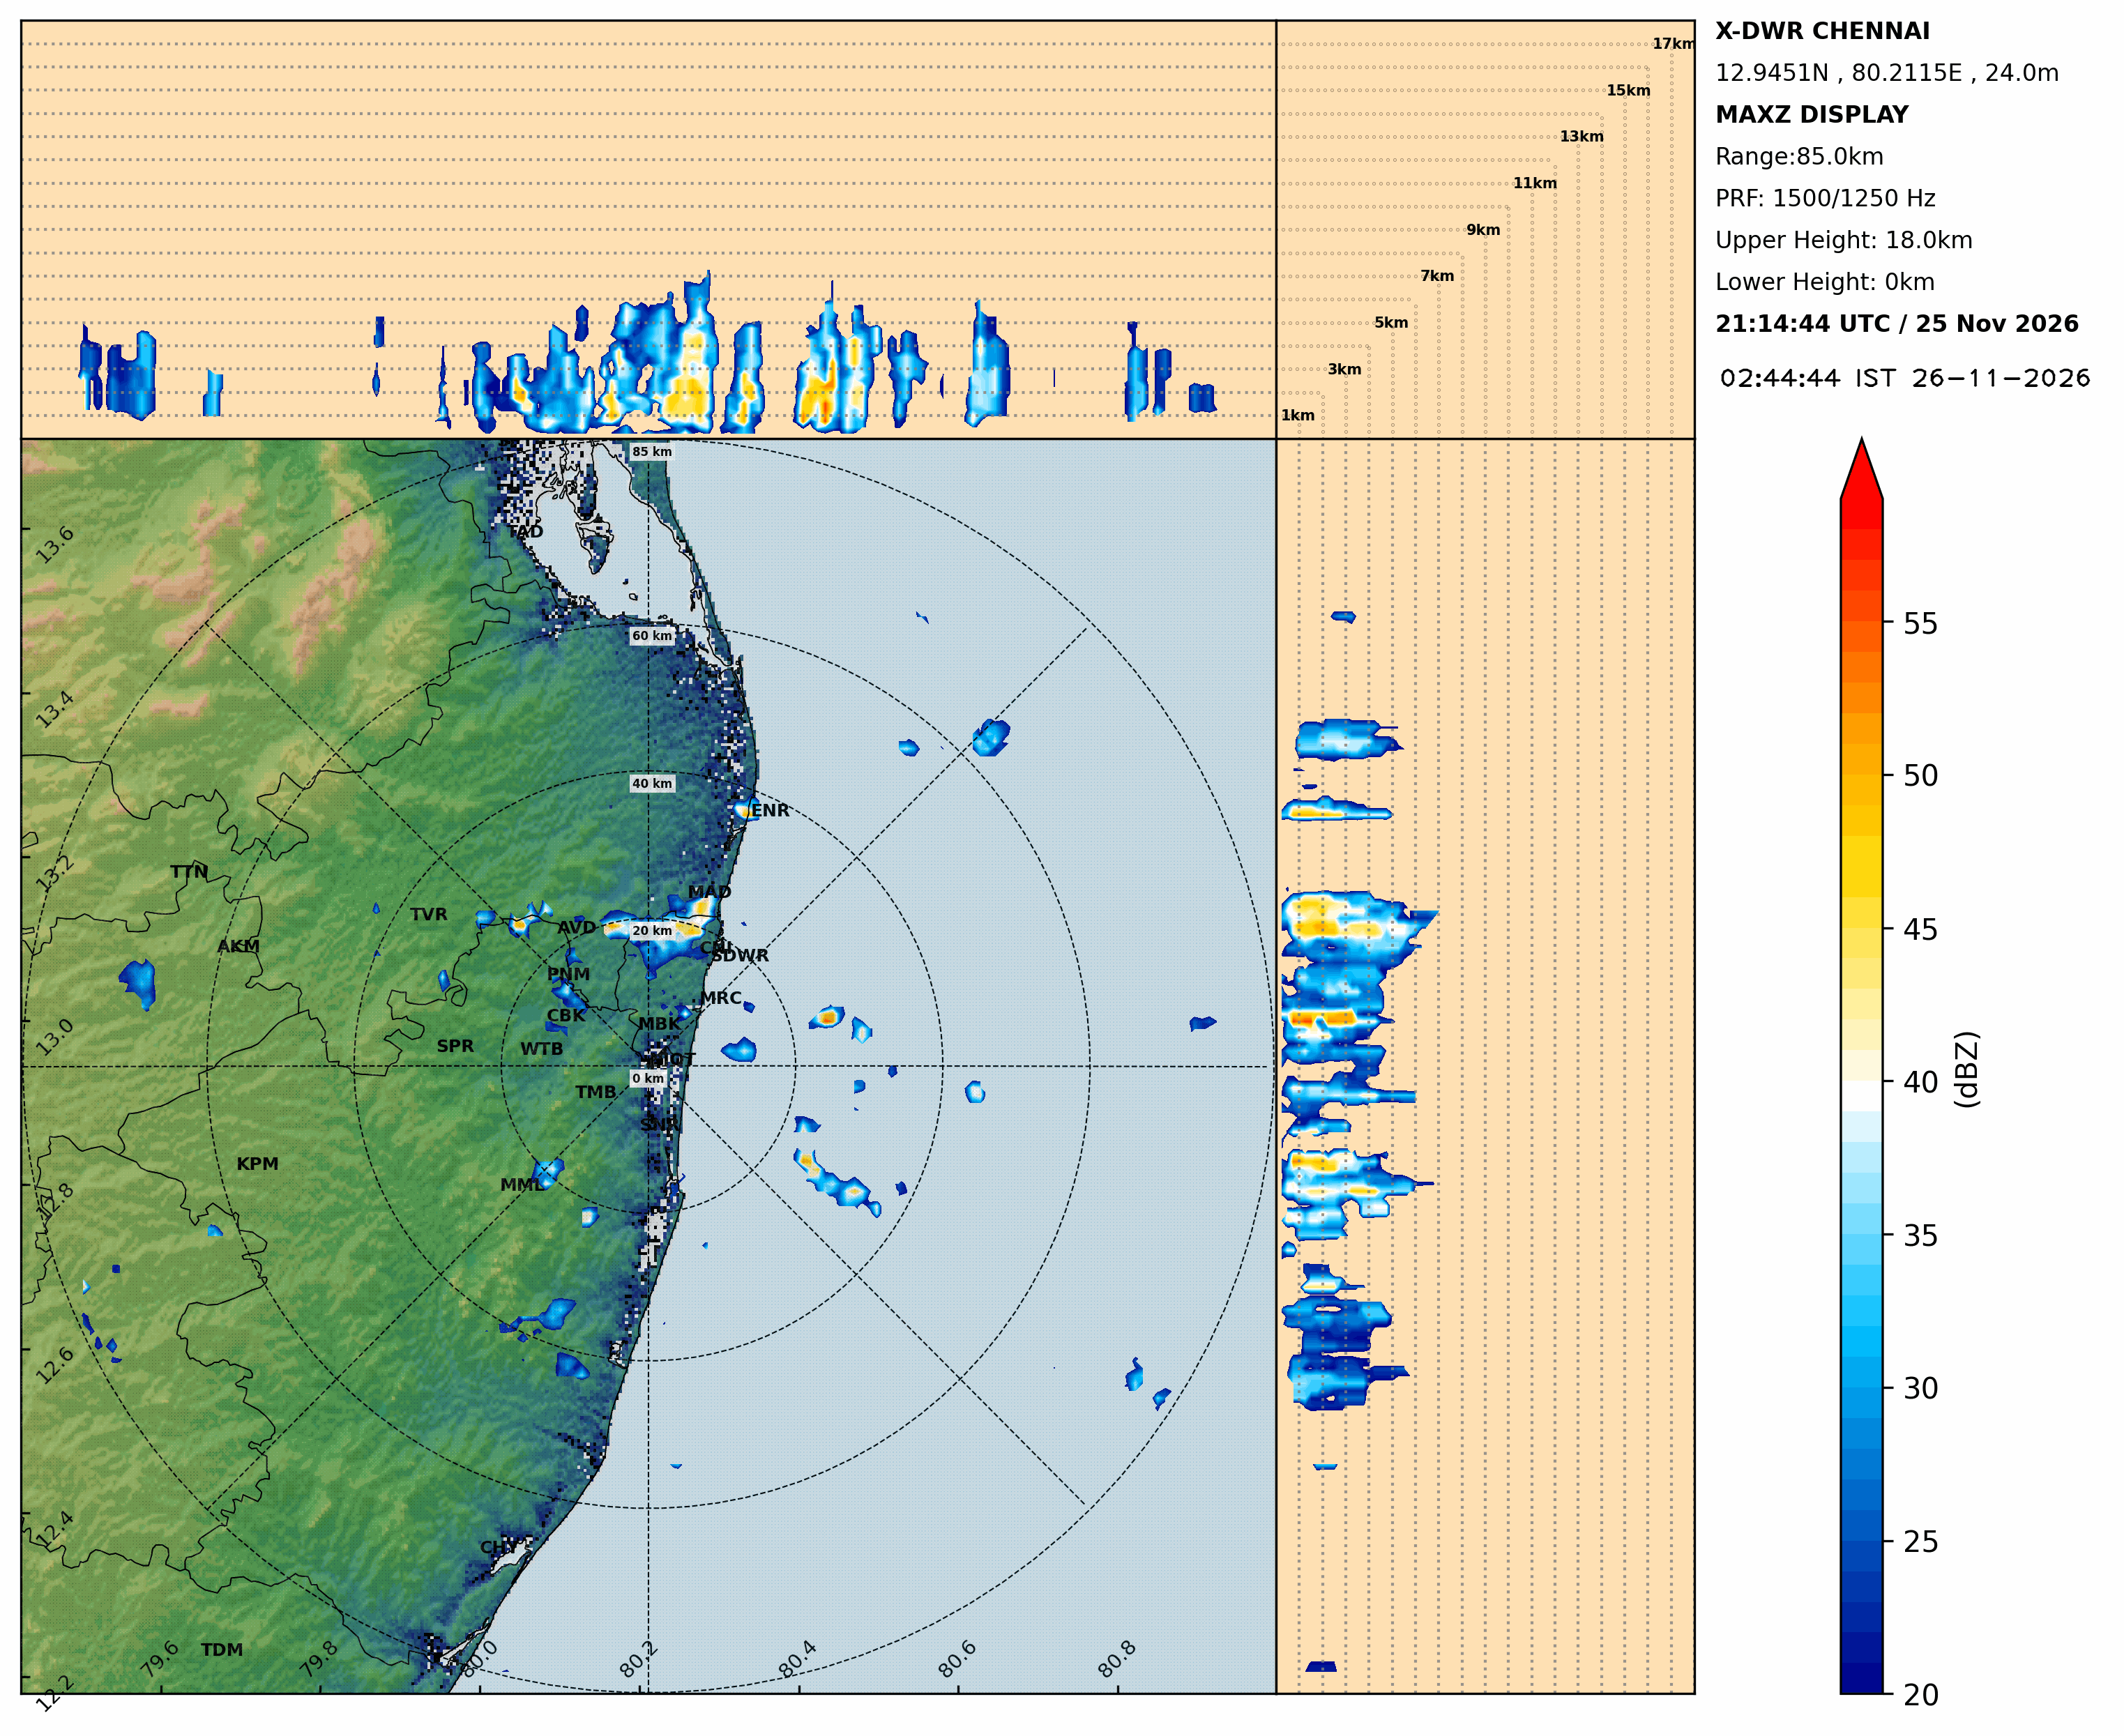 X-DWR CHENNAI
12.9451N , 80.2115E , 24.0m
MAXZ DISPLAY
Range:85.0km
PRF: 1500/1250 Hz
Upper Height: 18.0km
Lower Height: 0km
21:14:44 UTC / 25 Nov 2026
02:44:44 IST 26-11-2026
17km
15km
13km
11km
9km
7km
5km
3km
1km
85 km
TAD
13.6
60 km
13.4
40 km
ENR
13.2
TTN
MAD
TVR
AVD
20 km
AKM
CNI
SDWR
PNM
MRC
13.0
CBK
MBK
SPR
WTB
MOT
0 km
TMB
SNR
KPM
MML
12.8
12.6
12.4
CHY
TDM
12.2
79.6
79.8
80.0
80.2
80.4
80.6
80.8
55
50
45
40
35
30
25
20
(dBZ)